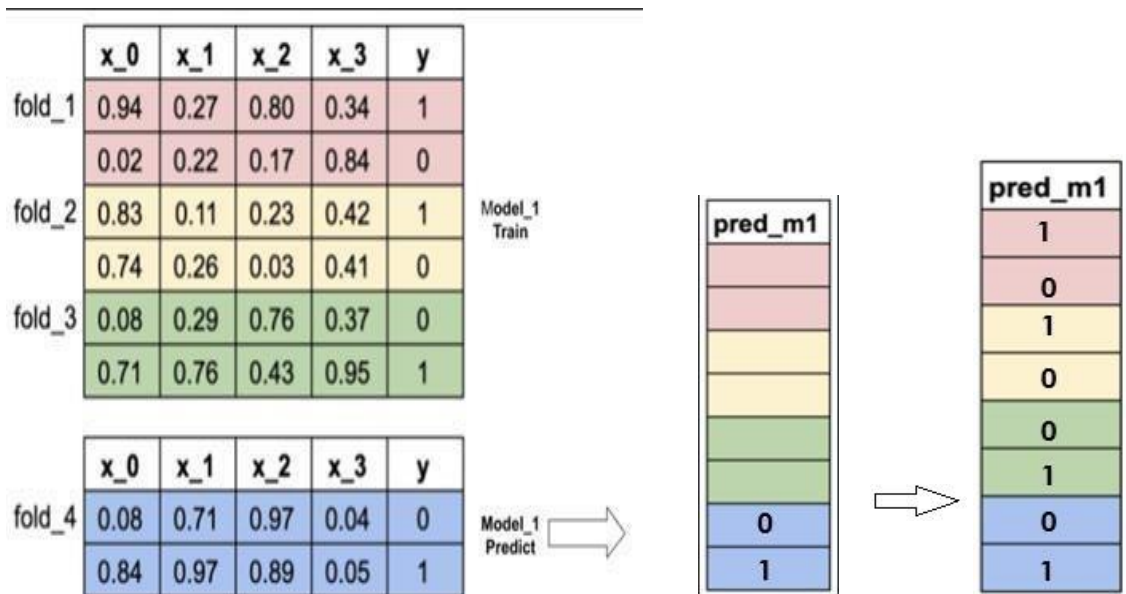 x_0 x_1 x_2 x_3 y
fold_1 0.94 0.27 0.80 0.34 1
0.02 0.22 0.17 0.84 0
fold_2 0.83 0.11 0.23 0.42 1
0.74 0.26 0.03 0.41 0
fold_3 0.08 0.29 0.76 0.37 0
0.71 0.76 0.43 0.95 1
Model_1
Train
x_0 x_1 x_2 x_3 y
fold_4 0.08 0.71 0.97 0.04 0
0.84 0.97 0.89 0.05 1
Model_1
Predict
pred_m1
0
1
pred_m1
1
0
1
0
0
1
0
1